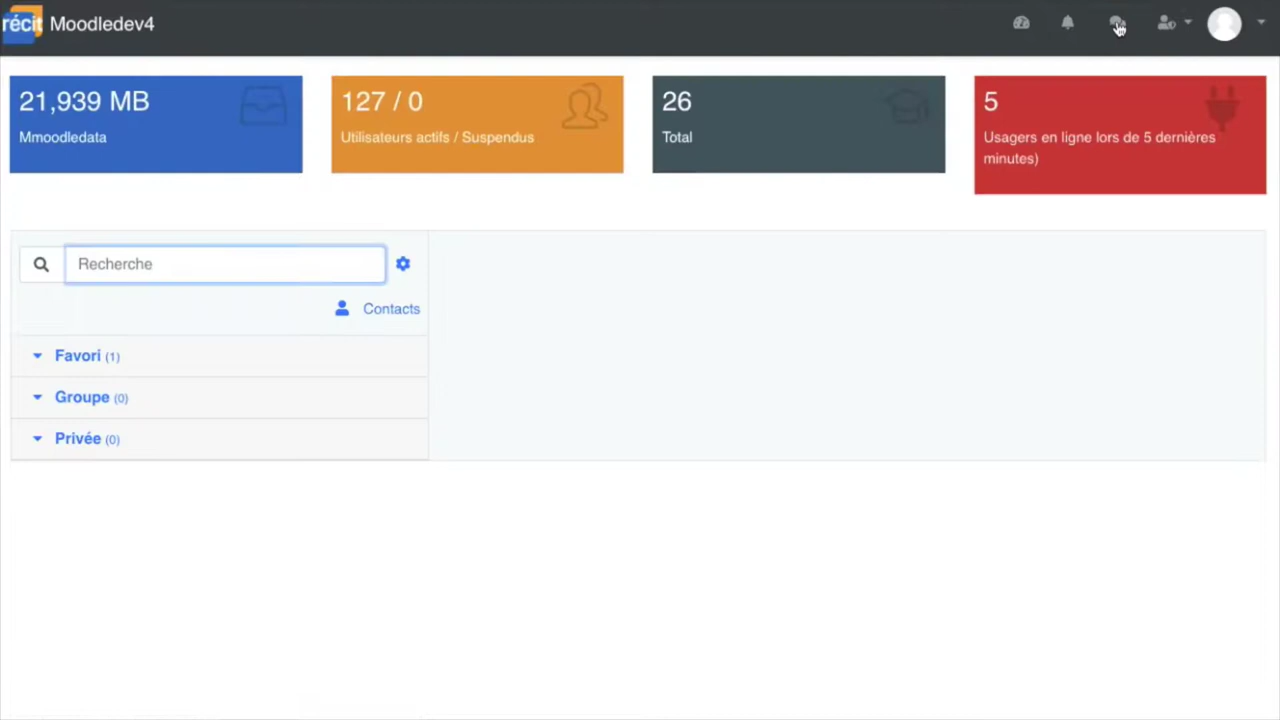 récit Moodledev4
21,939 MB
Mmoodledata
127 / 0
Utilisateurs actifs / Suspendus
26
Total
5
Usagers en ligne lors de 5 dernières
minutes)
Recherche
Contacts
Favori (1)
Groupe (0)
Privée (0)